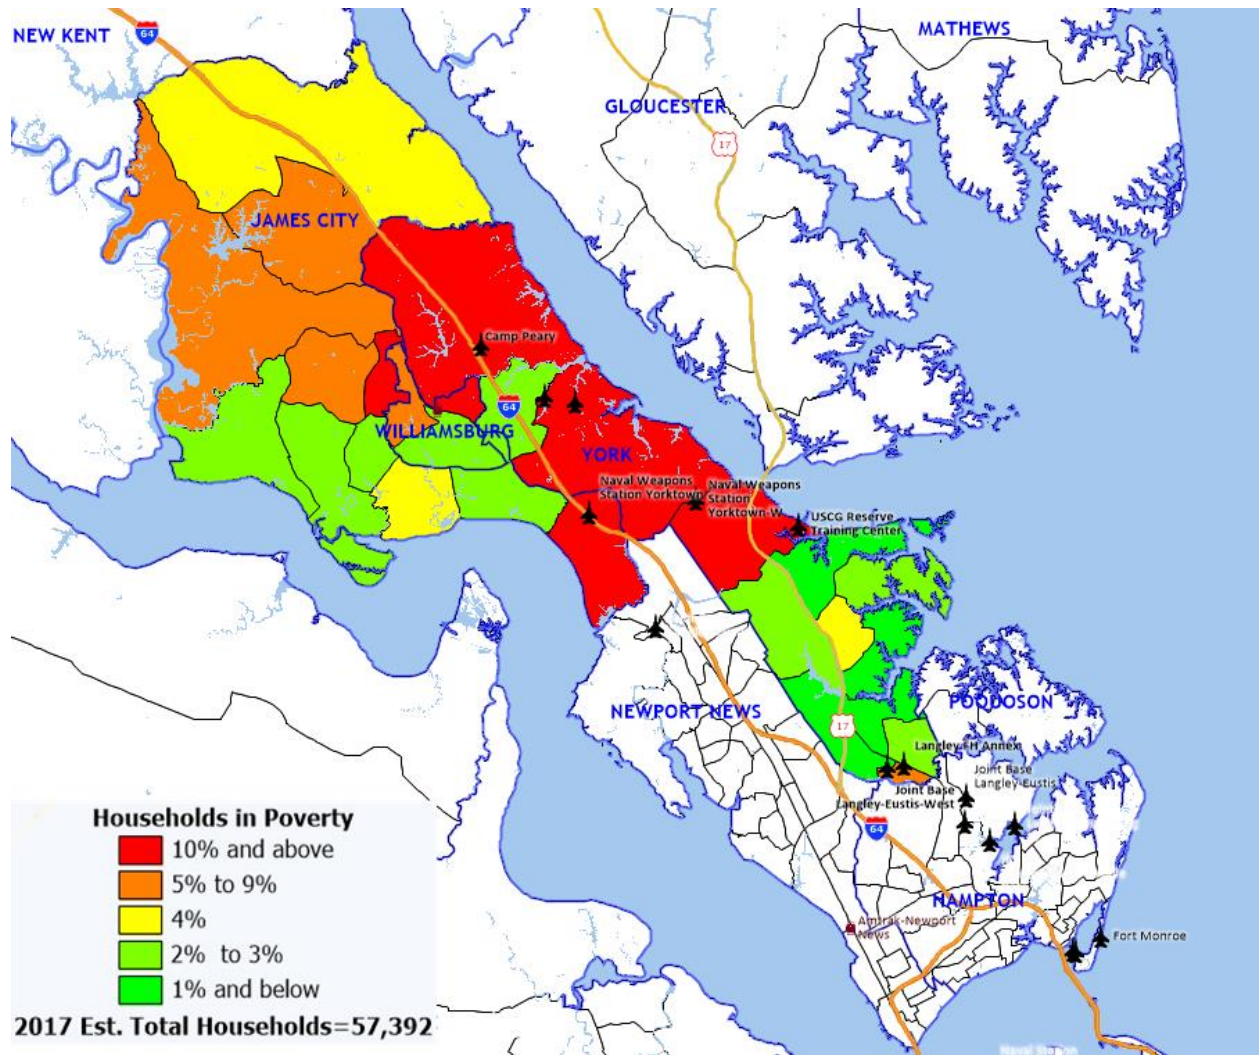 NEW KENT
64
MATHEWS
GLOUCESTER
17
JAMES CITY
Camp Peary
64
WILLIAMSBURG
YORK
Naval Weapons
Station Yorktown
Naval Weapons
Station
Yorktown-W
USCG Reserve
Training Center
NEWPORT NEWS
POQUOSON
17
Langley FH Annex
Joint Base
Langley-Eustis
Joint Base
Langley-Eustis-West
64
HAMPTON
Amtrak-Newport
News
Fort Monroe
Households in Poverty
10% and above
5% to 9%
4%
2% to 3%
1% and below
2017 Est. Total Households=57,392
Naval Station